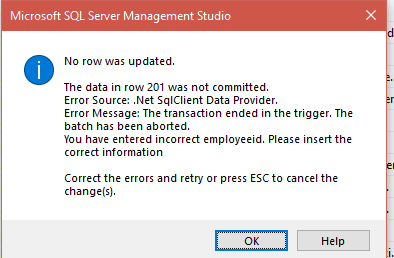 Microsoft SQL Server Management Studio
No row was updated.
The data in row 201 was not committed.
Error Source: .Net SqlClient Data Provider.
Error Message: The transaction ended in the trigger. The
batch has been aborted.
You have entered incorrect employeeid. Please insert the
correct information
Correct the errors and retry or press ESC to cancel the
change(s).
OK
Help